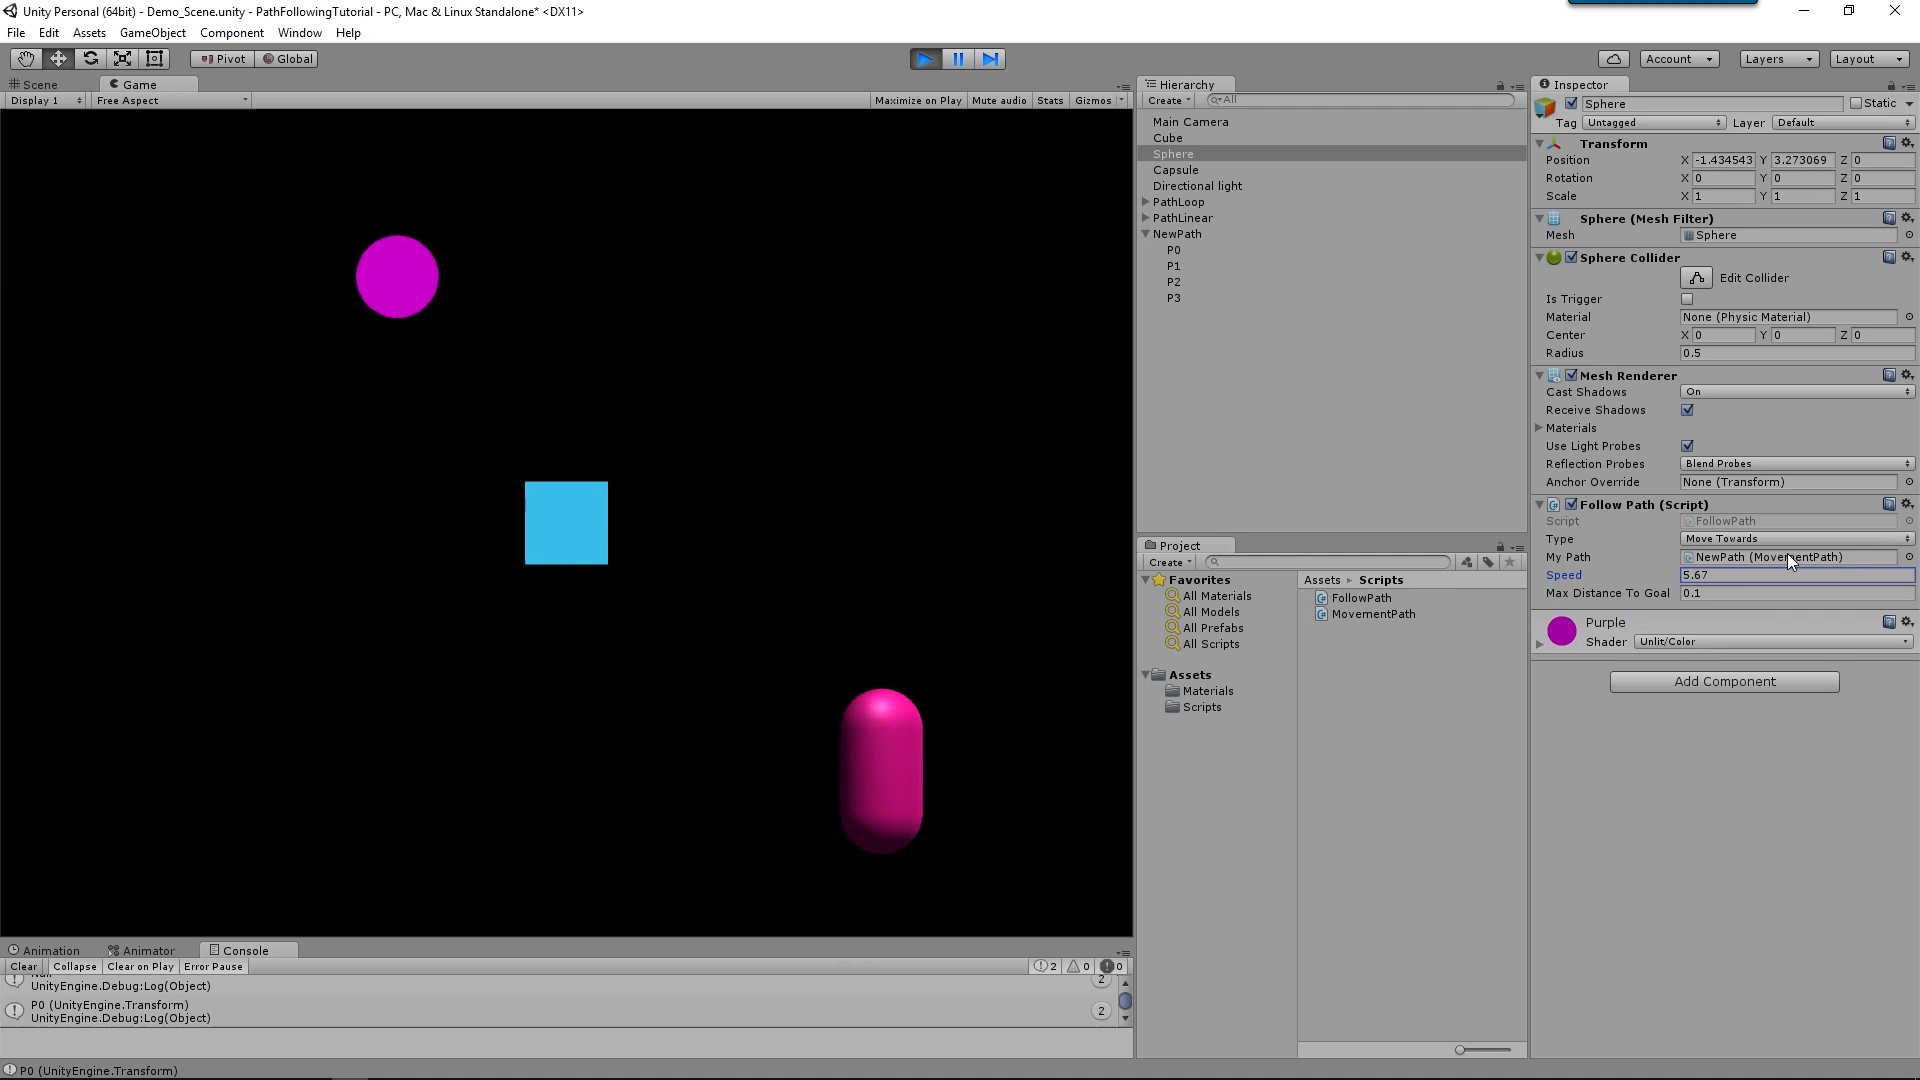 Unity Personal (64bit) - Demo_Scene.unity - PathFollowingTutorial - PC, Mac & Linux Standalone* <DX11>
File Edit Assets GameObject Component Window Help
Pivot Global Account Layers Layout
Scene Game Hierarchy Inspector
Display 1 Free Aspect Maximize on Play Mute audio Stats Gizmos
Create All
Main Camera
Cube
Sphere
Capsule
Directional light
PathLoop
PathLinear
NewPath
P0
P1
P2
P3
Sphere Static
Tag Untagged Layer Default
Transform
Position X -1.434543 Y 3.273069 Z 0
Rotation X 0 Y 0 Z 0
Scale X 1 Y 1 Z 1
Sphere (Mesh Filter)
Mesh Sphere
Sphere Collider
Edit Collider
Is Trigger
Material None (Physic Material)
Center X 0 Y 0 Z 0
Radius 0.5
Mesh Renderer
Cast Shadows On
Receive Shadows
Materials
Use Light Probes
Reflection Probes Blend Probes
Anchor Override None (Transform)
Follow Path (Script)
Script FollowPath
Type Move Towards
My Path NewPath (MovementPath)
Speed 5.67
Max Distance To Goal 0.1
Purple
Shader Unlit/Color
Add Component
Project
Create
Favorites
All Materials
All Models
All Prefabs
All Scripts
Assets
Materials
Scripts
Assets Scripts
FollowPath
MovementPath
Animation Animator Console
Clear Collapse Clear on Play Error Pause 2 0 0
UnityEngine.Debug:Log(Object) 2
P0 (UnityEngine.Transform)
UnityEngine.Debug:Log(Object) 2
P0 (UnityEngine.Transform)